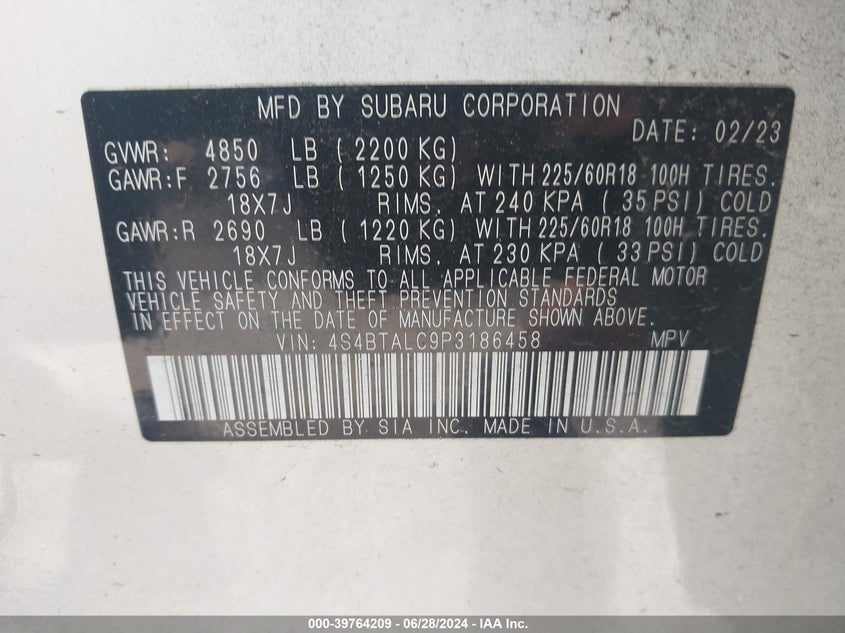 MFD BY SUBARU CORPORATION
DATE: 02/23
GVWR: 4850 LB ( 2200 KG)
GAWR:F 2756 LB ( 1250 KG) WITH 225/60R18-100H TIRES.
18X7J RIMS. AT 240 KPA ( 35 PSI) COLD
GAWR:R 2690 LB ( 1220 KG) WITH 225/60R18 100H TIRES.
18X7J RIMS. AT 230 KPA ( 33 PSI) COLD
THIS VEHICLE CONFORMS TO ALL APPLICABLE FEDERAL MOTOR
VEHICLE SAFETY AND THEFT PREVENTION STANDARDS
IN EFFECT ON THE DATE OF MANUFACTURE SHOWN ABOVE.
VIN: 4S4BTALC9P3186458 MPV
ASSEMBLED BY SIA INC. MADE IN U.S.A.
000-39764209 - 06/28/2024 - IAA Inc.